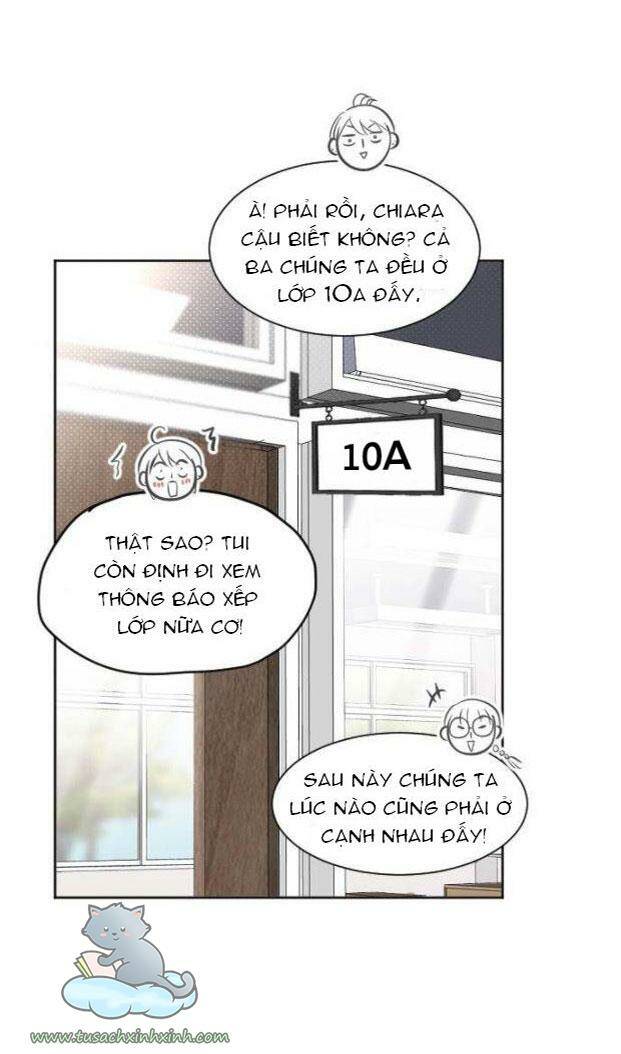 À! PHẢI RỒI, CHIARA
CẬU BIẾT KHÔNG? CẢ
BA CHÚNG TA ĐỀU Ở
LỚP 10A ĐẤY.
10A
THẬT SAO? TUI
CÒN ĐỊNH ĐI XEM
THÔNG BÁO XẾP
LỚP NỮA CƠ!
SAU NÀY CHÚNG TA
LÚC NÀO CŨNG PHẢI Ở
CẠNH NHAU ĐẤY!
www.tusachxinhxinh.com